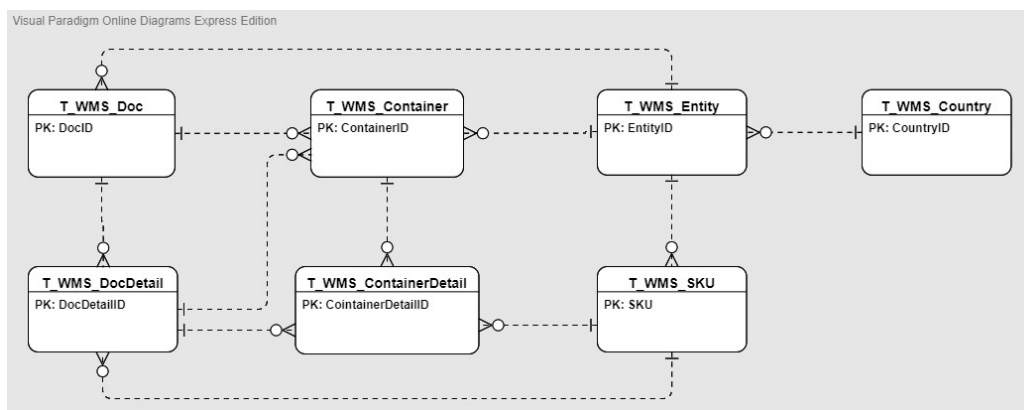 Visual Paradigm Online Diagrams Express Edition
T_WMS_Doc
PK: DocID
T_WMS_Container
PK: ContainerID
T_WMS_Entity
PK: EntityID
T_WMS_Country
PK: CountryID
T_WMS_DocDetail
PK: DocDetailID
T_WMS_ContainerDetail
PK: CointainerDetailID
T_WMS_SKU
PK: SKU